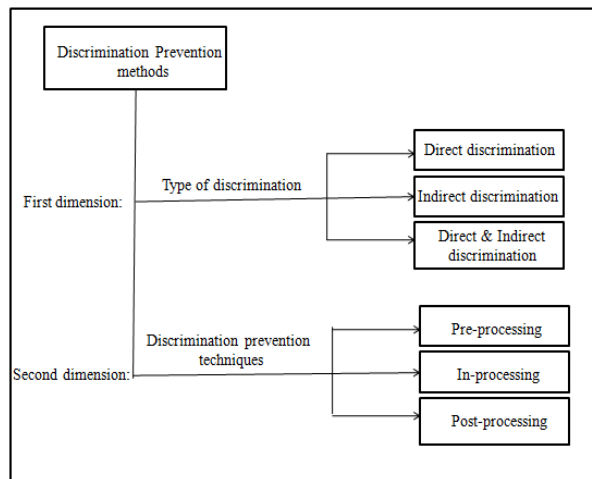 Discrimination Prevention
methods
First dimension:
Type of discrimination
Direct discrimination
Indirect discrimination
Direct & Indirect
discrimination
Second dimension:
Discrimination prevention
techniques
Pre-processing
In-processing
Post-processing